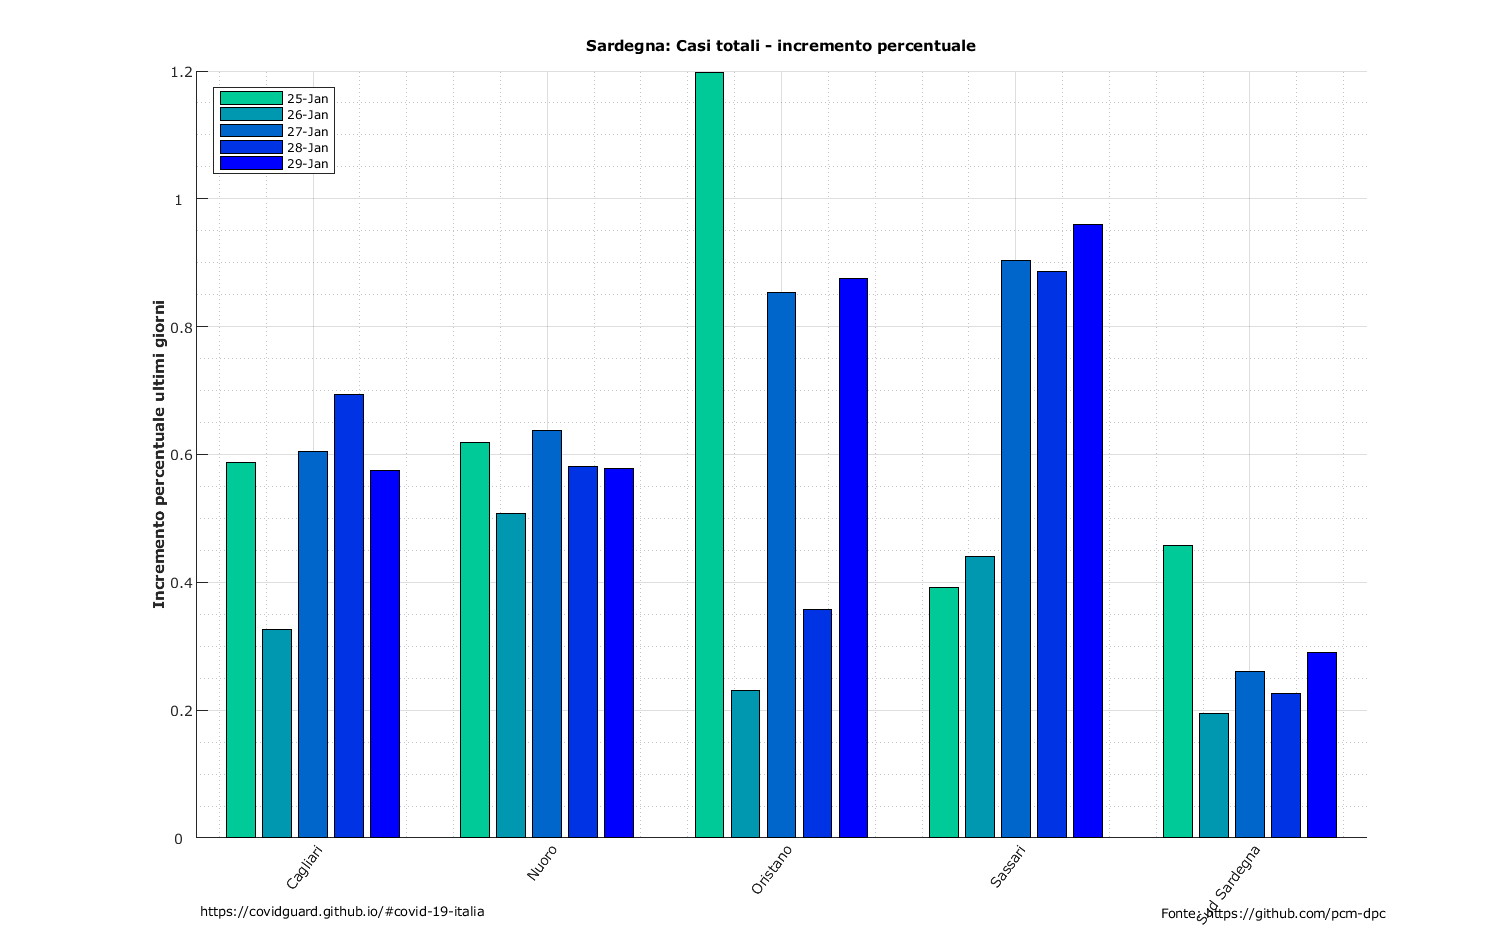 Sardegna: Casi totali - incremento percentuale
1.2
1
0.8
0.6
0.4
0.2
0
Incremento percentuale ultimi giorni
25-Jan
26-Jan
27-Jan
28-Jan
29-Jan
Cagliari
Nuoro
Oristano
Sassari
Sud Sardegna
https://covidguard.github.io/#covid-19-italia
Fonte: https://github.com/pcm-dpc